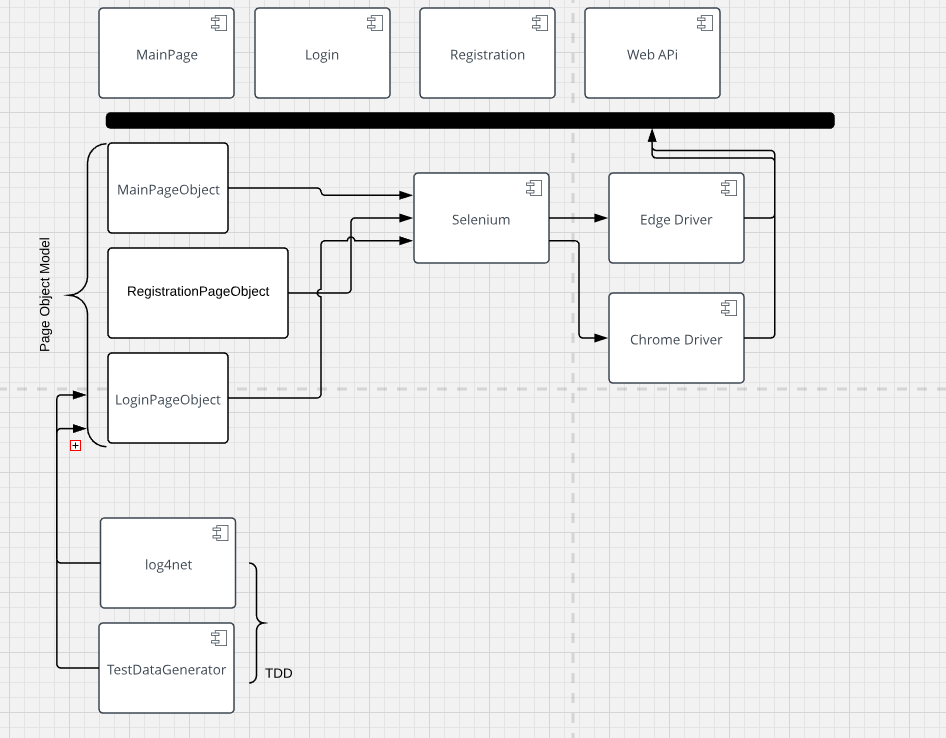 MainPage
Login
Registration
Web APi
MainPageObject
Selenium
Edge Driver
RegistrationPageObject
Page Object Model
Chrome Driver
LoginPageObject
log4net
TestDataGenerator
TDD